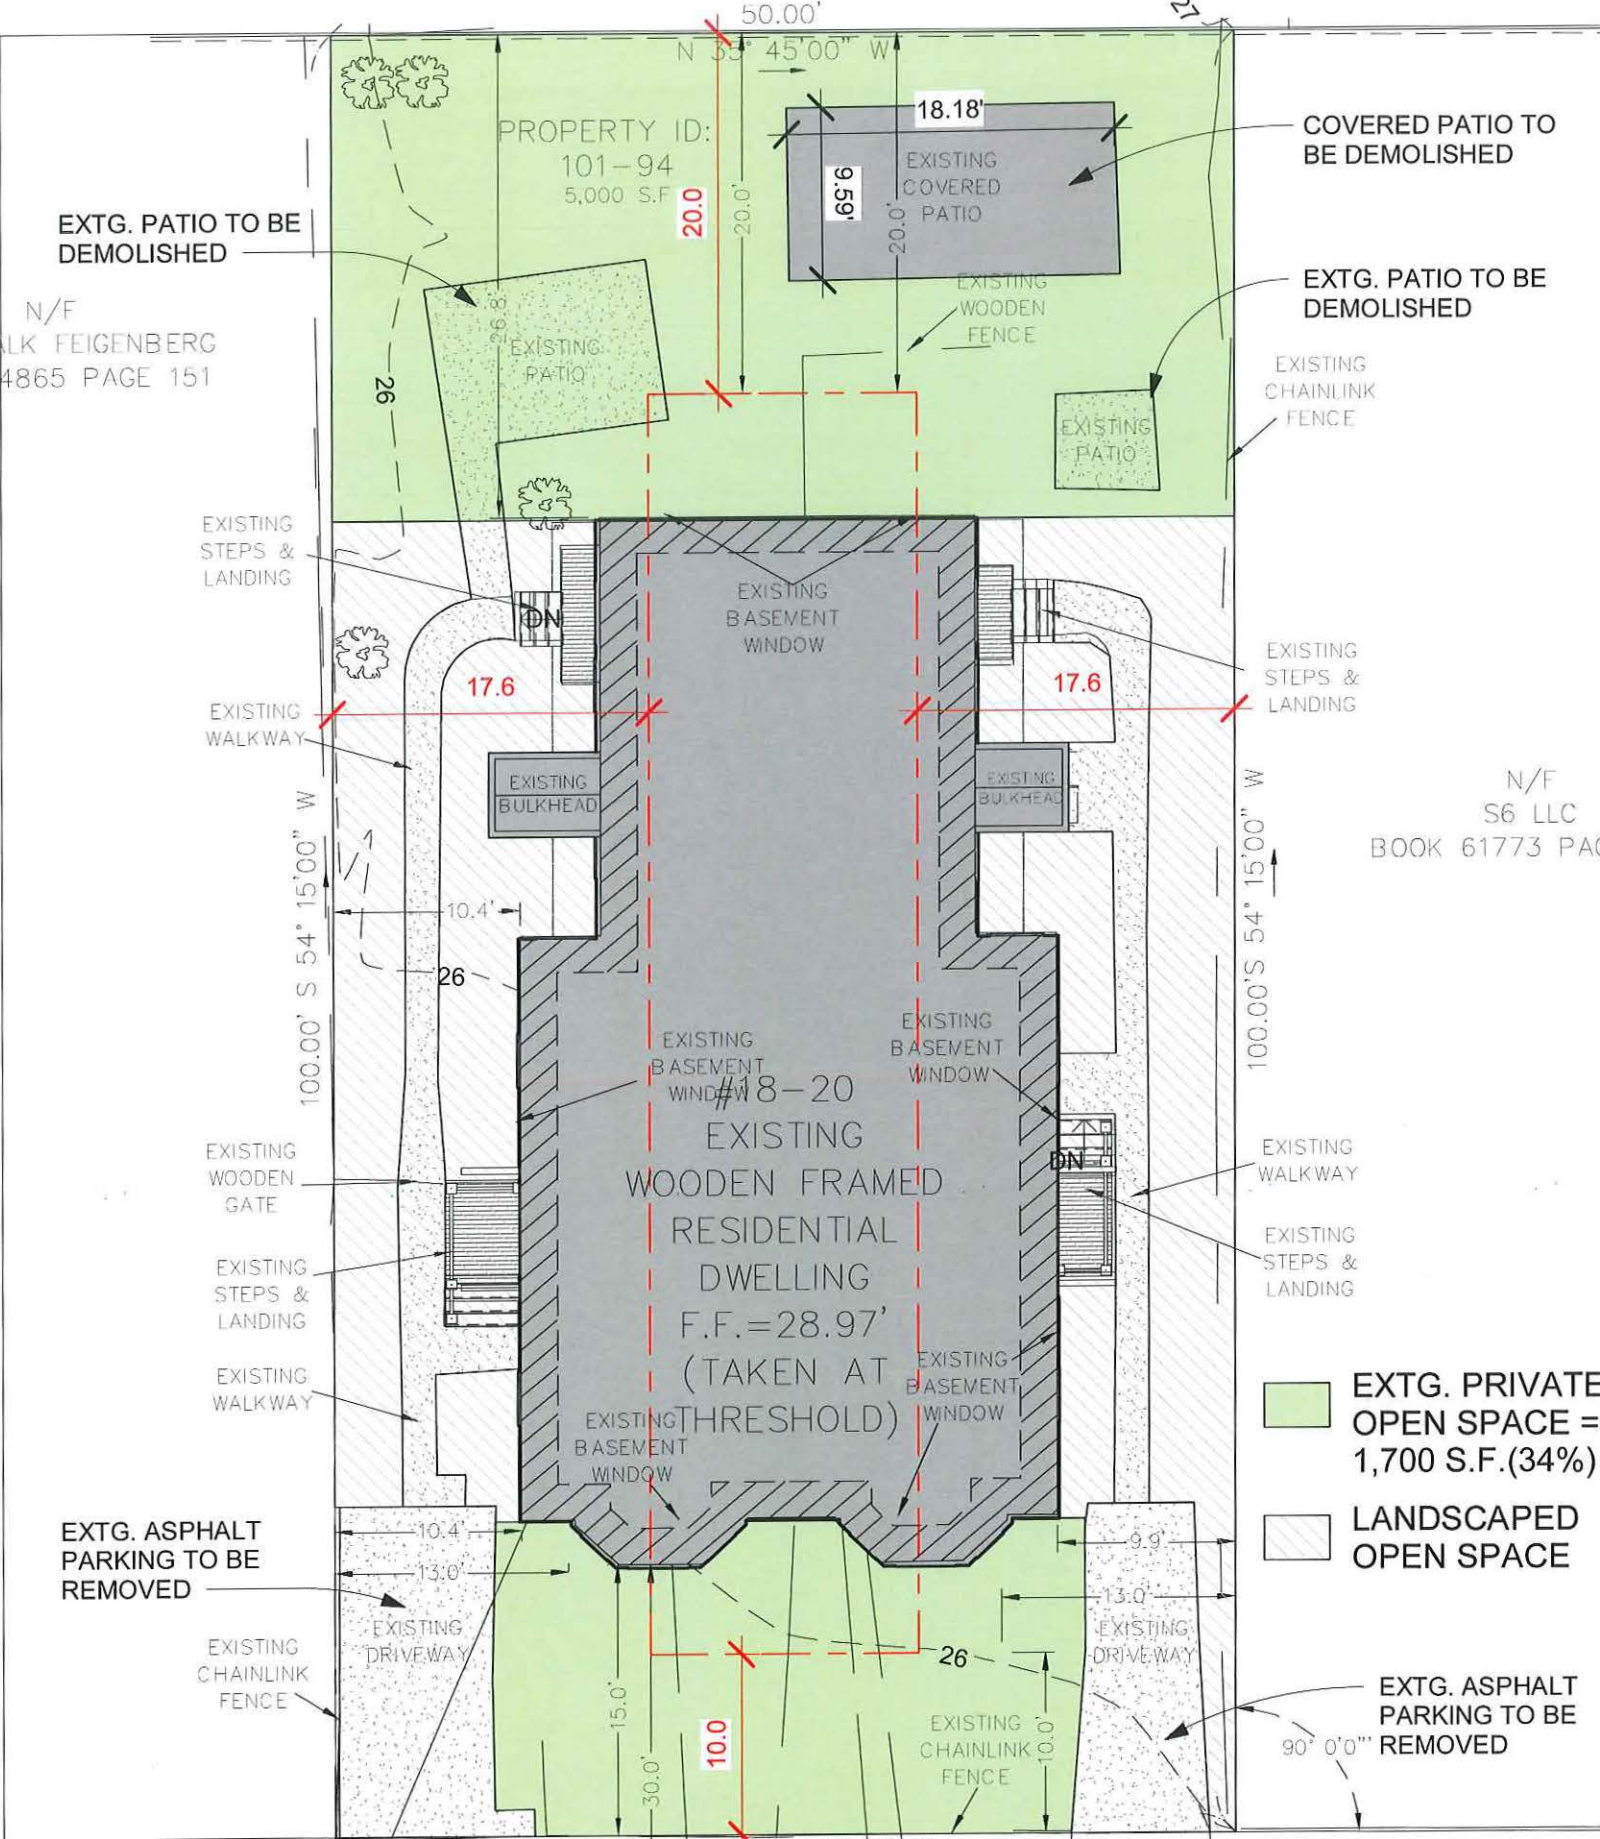 50.00'
27
N 35° 45'00" W
PROPERTY ID:
101-94
5,000 S.F
20.0
20.0'
20.0'
18.18'
9.59'
EXISTING
COVERED
PATIO
COVERED PATIO TO
BE DEMOLISHED
EXTG. PATIO TO BE
DEMOLISHED
EXTG. PATIO TO BE
DEMOLISHED
N/F
ALK FEIGENBERG
4865 PAGE 151
26
26.8
EXISTING
PATIO
EXISTING
WOODEN
FENCE
EXISTING
CHAINLINK
FENCE
EXISTING
PATIO
EXISTING
STEPS &
LANDING
DN
EXISTING
BASEMENT
WINDOW
EXISTING
STEPS &
LANDING
17.6
17.6
EXISTING
WALKWAY
EXISTING
BULKHEAD
EXISTING
BULKHEAD
N/F
S6 LLC
BOOK 61773 PAG
100.00' S 54° 15'00" W
100.00'S 54° 15'00" W
10.4'
26
EXISTING
BASEMENT
WINDOW
EXISTING
BASEMENT
WINDOW
#18-20
EXISTING
WOODEN FRAMED
RESIDENTIAL
DWELLING
F.F.=28.97'
(TAKEN AT
THRESHOLD)
DN
EXISTING
WOODEN
GATE
EXISTING
WALKWAY
EXISTING
STEPS &
LANDING
EXISTING
STEPS &
LANDING
EXISTING
WALKWAY
EXISTING
BASEMENT
WINDOW
EXISTING
BASEMENT
WINDOW
EXTG. PRIVATE
OPEN SPACE =
1,700 S.F.(34%)
LANDSCAPED
OPEN SPACE
EXTG. ASPHALT
PARKING TO BE
REMOVED
10.4'
13.0'
9.9'
13.0'
EXISTING
DRIVEWAY
EXISTING
DRIVEWAY
EXISTING
CHAINLINK
FENCE
26
15.0'
30.0'
10.0
10.0'
EXISTING
CHAINLINK
FENCE
EXTG. ASPHALT
PARKING TO BE
REMOVED
90° 0'0"